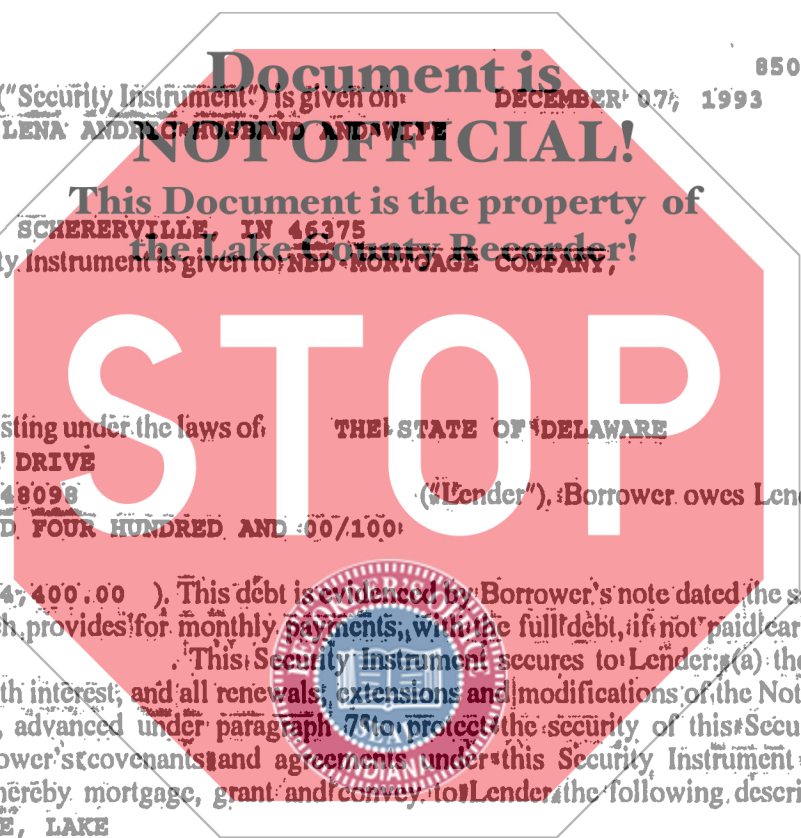 Document is
850
("Security Instrument") is given on DECEMBER 07, 1993
LENA HUSBAND AND WIFE
NOT OFFICIAL!
This Document is the property of
SCHERERVILLE, IN 46375
the Lake County Recorder!
ty Instrument is given to NBD MORTGAGE COMPANY,
STOP
sting under the laws of THE STATE OF DELAWARE
DRIVE
48098 ("Lender"). Borrower owes Lend
D FOUR HUNDRED AND 00/100
4,400.00 ). This debt is evidenced by Borrower's note dated the s
h provides for monthly payments, with the full debt, if not paid ear
This Security Instrument secures to Lender: (a) the
th interest, and all renewals, extensions and modifications of the Not
, advanced under paragraph 7 to protect the security of this Secu
ower's covenants and agreements under this Security Instrument
hereby mortgage, grant and convey to Lender the following descri
E, LAKE
RECORDER'S OFFICE
INDIANA